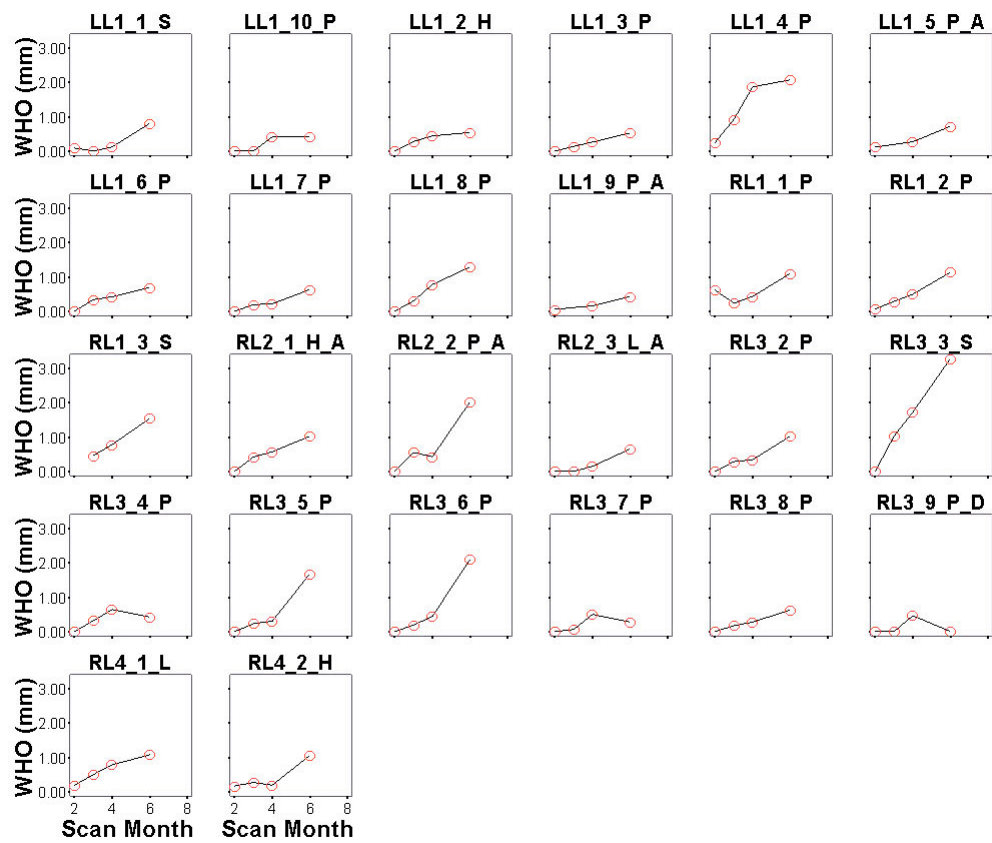 LL1_1_S LL1_10_P LL1_2_H LL1_3_P LL1_4_P LL1_5_P_A
WHO (mm)
3.00
2.00
1.00
0.00
LL1_6_P LL1_7_P LL1_8_P LL1_9_P_A RL1_1_P RL1_2_P
WHO (mm)
3.00
2.00
1.00
0.00
RL1_3_S RL2_1_H_A RL2_2_P_A RL2_3_L_A RL3_2_P RL3_3_S
WHO (mm)
3.00
2.00
1.00
0.00
RL3_4_P RL3_5_P RL3_6_P RL3_7_P RL3_8_P RL3_9_P_D
WHO (mm)
3.00
2.00
1.00
0.00
RL4_1_L RL4_2_H
WHO (mm)
3.00
2.00
1.00
0.00
2 4 6 8 2 4 6 8
Scan Month Scan Month